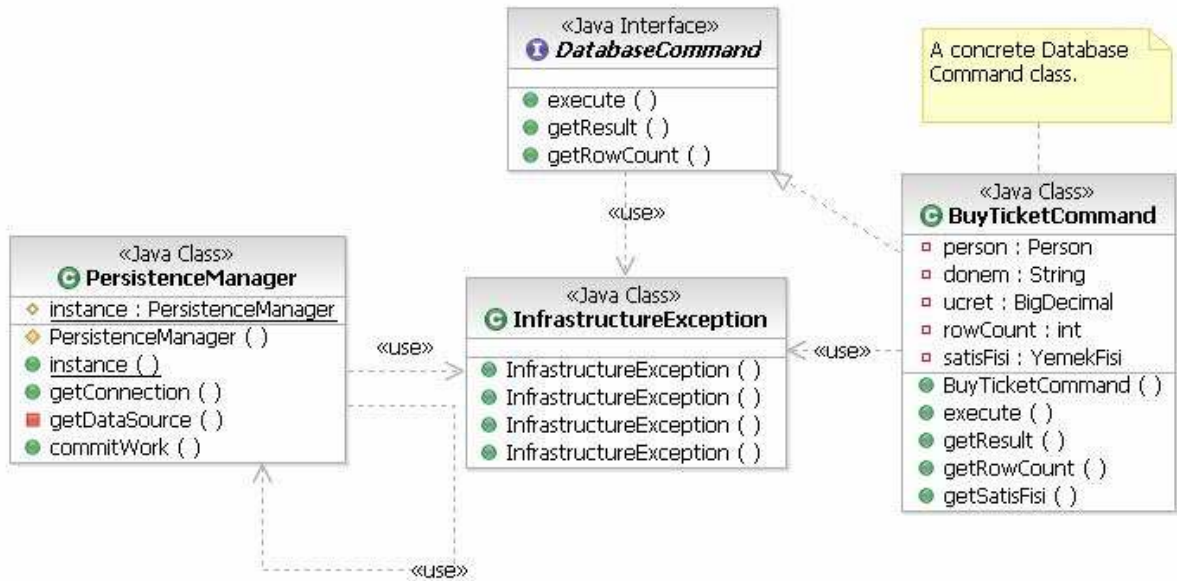 «Java Interface»
DatabaseCommand
execute ( )
getResult ( )
getRowCount ( )
A concrete Database
Command class.
«use»
«Java Class»
BuyTicketCommand
person : Person
donem : String
ucret : BigDecimal
rowCount : int
satisFisi : YemekFisi
BuyTicketCommand ( )
execute ( )
getResult ( )
getRowCount ( )
getSatisFisi ( )
«Java Class»
PersistenceManager
instance : PersistenceManager
PersistenceManager ( )
instance ( )
getConnection ( )
getDataSource ( )
commitWork ( )
«use»
«Java Class»
InfrastructureException
InfrastructureException ( )
InfrastructureException ( )
InfrastructureException ( )
InfrastructureException ( )
«use»
«use»